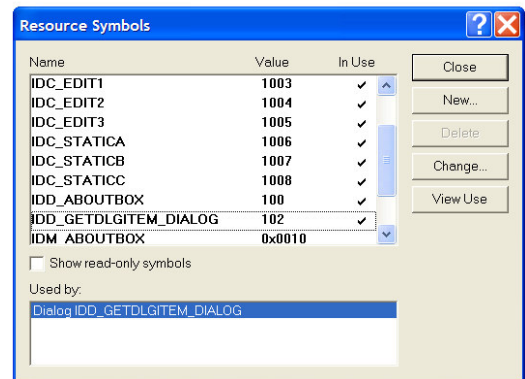 Resource Symbols
Name Value In Use
IDC_EDIT1 1003
IDC_EDIT2 1004
IDC_EDIT3 1005
IDC_STATICA 1006
IDC_STATICB 1007
IDC_STATICC 1008
IDD_ABOUTBOX 100
IDD_GETDLGITEM_DIALOG 102
IDM_ABOUTBOX 0x0010
Close
New...
Delete
Change...
View Use
Show read-only symbols
Used by:
Dialog IDD_GETDLGITEM_DIALOG